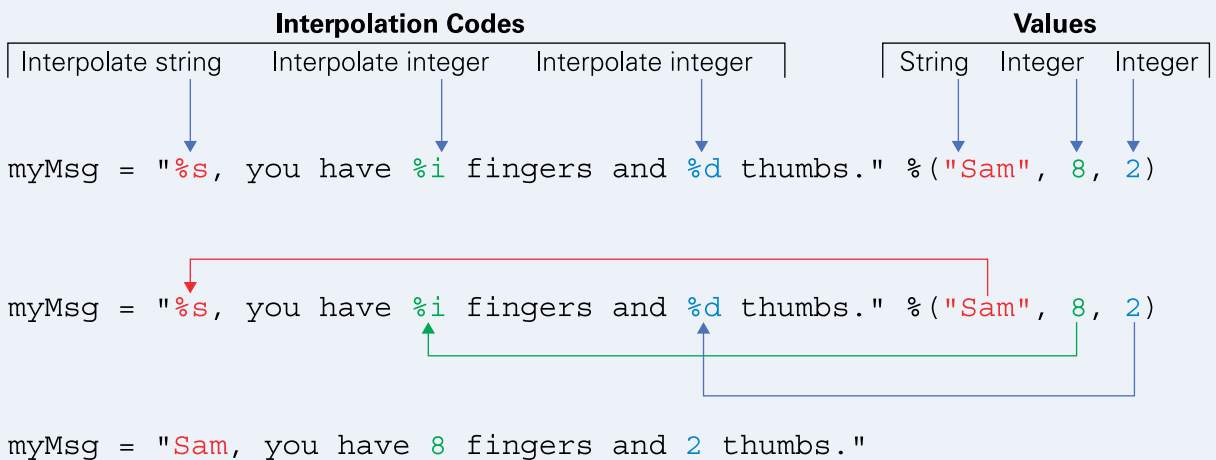 Interpolation Codes Values
Interpolate string Interpolate integer Interpolate integer String Integer Integer
myMsg = "%s, you have %i fingers and %d thumbs." %("Sam", 8, 2)
myMsg = "%s, you have %i fingers and %d thumbs." %("Sam", 8, 2)
myMsg = "Sam, you have 8 fingers and 2 thumbs."